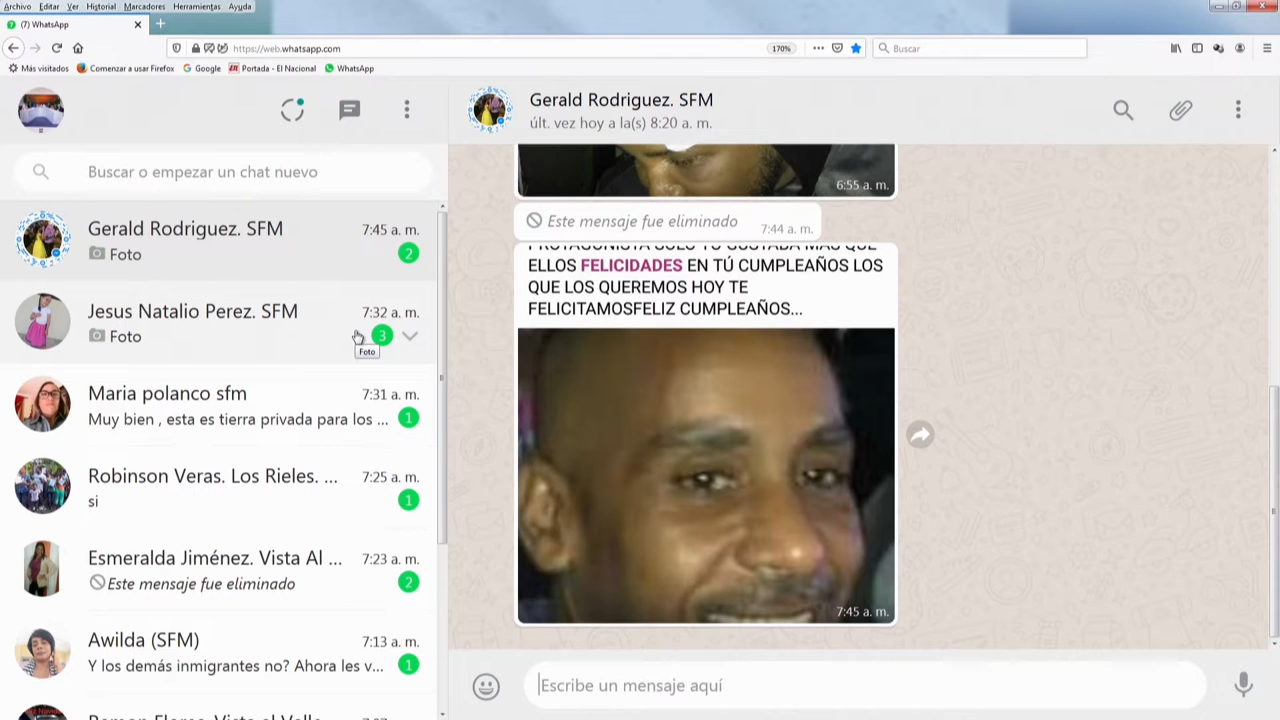 Archivo Editar Ver Historial Marcadores Herramientas Ayuda
(7) WhatsApp
https://web.whatsapp.com
170%
Buscar
Más visitados Comenzar a usar Firefox Google Portada - El Nacional WhatsApp
Gerald Rodriguez. SFM
últ. vez hoy a la(s) 8:20 a. m.
Buscar o empezar un chat nuevo
Gerald Rodriguez. SFM 7:45 a. m.
Foto 2
Jesus Natalio Perez. SFM 7:32 a. m.
Foto 3
Foto
Maria polanco sfm 7:31 a. m.
Muy bien , esta es tierra privada para los ... 1
Robinson Veras. Los Rieles. ... 7:25 a. m.
si 1
Esmeralda Jiménez. Vista Al ... 7:23 a. m.
Este mensaje fue eliminado 2
Awilda (SFM) 7:13 a. m.
Y los demás inmigrantes no? Ahora les v... 1
6:55 a. m.
Este mensaje fue eliminado 7:44 a. m.
PROTAGONISTA SOLO TU GUSTABA MAS QUE
ELLOS FELICIDADES EN TÚ CUMPLEAÑOS LOS
QUE LOS QUEREMOS HOY TE
FELICITAMOSFELIZ CUMPLEAÑOS...
7:45 a. m.
Escribe un mensaje aquí